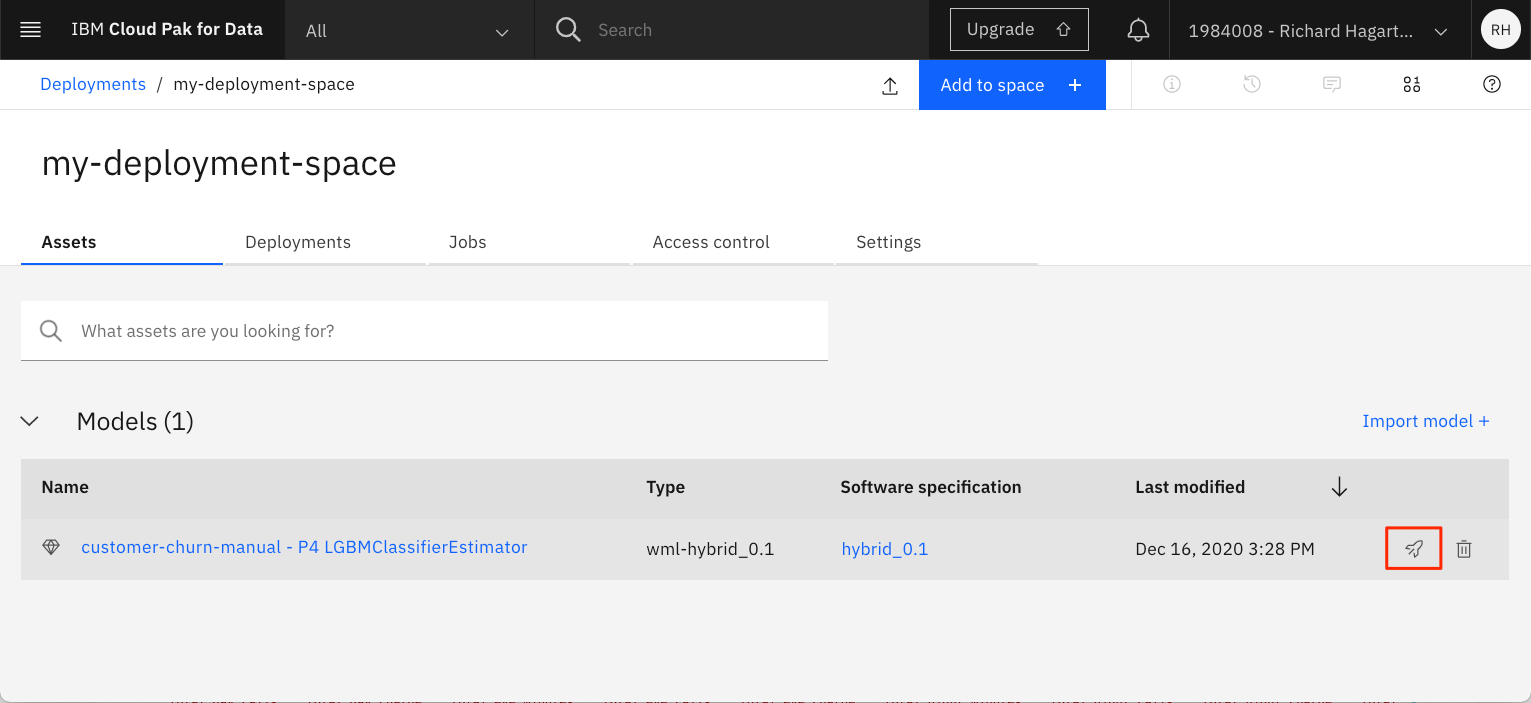 IBM Cloud Pak for Data
All
Search
Upgrade
1984008 - Richard Hagart...
RH
Deployments / my-deployment-space
Add to space +
my-deployment-space
Assets
Deployments
Jobs
Access control
Settings
What assets are you looking for?
Models (1)
Import model +
Name
Type
Software specification
Last modified
customer-churn-manual - P4 LGBMClassifierEstimator
wml-hybrid_0.1
hybrid_0.1
Dec 16, 2020 3:28 PM